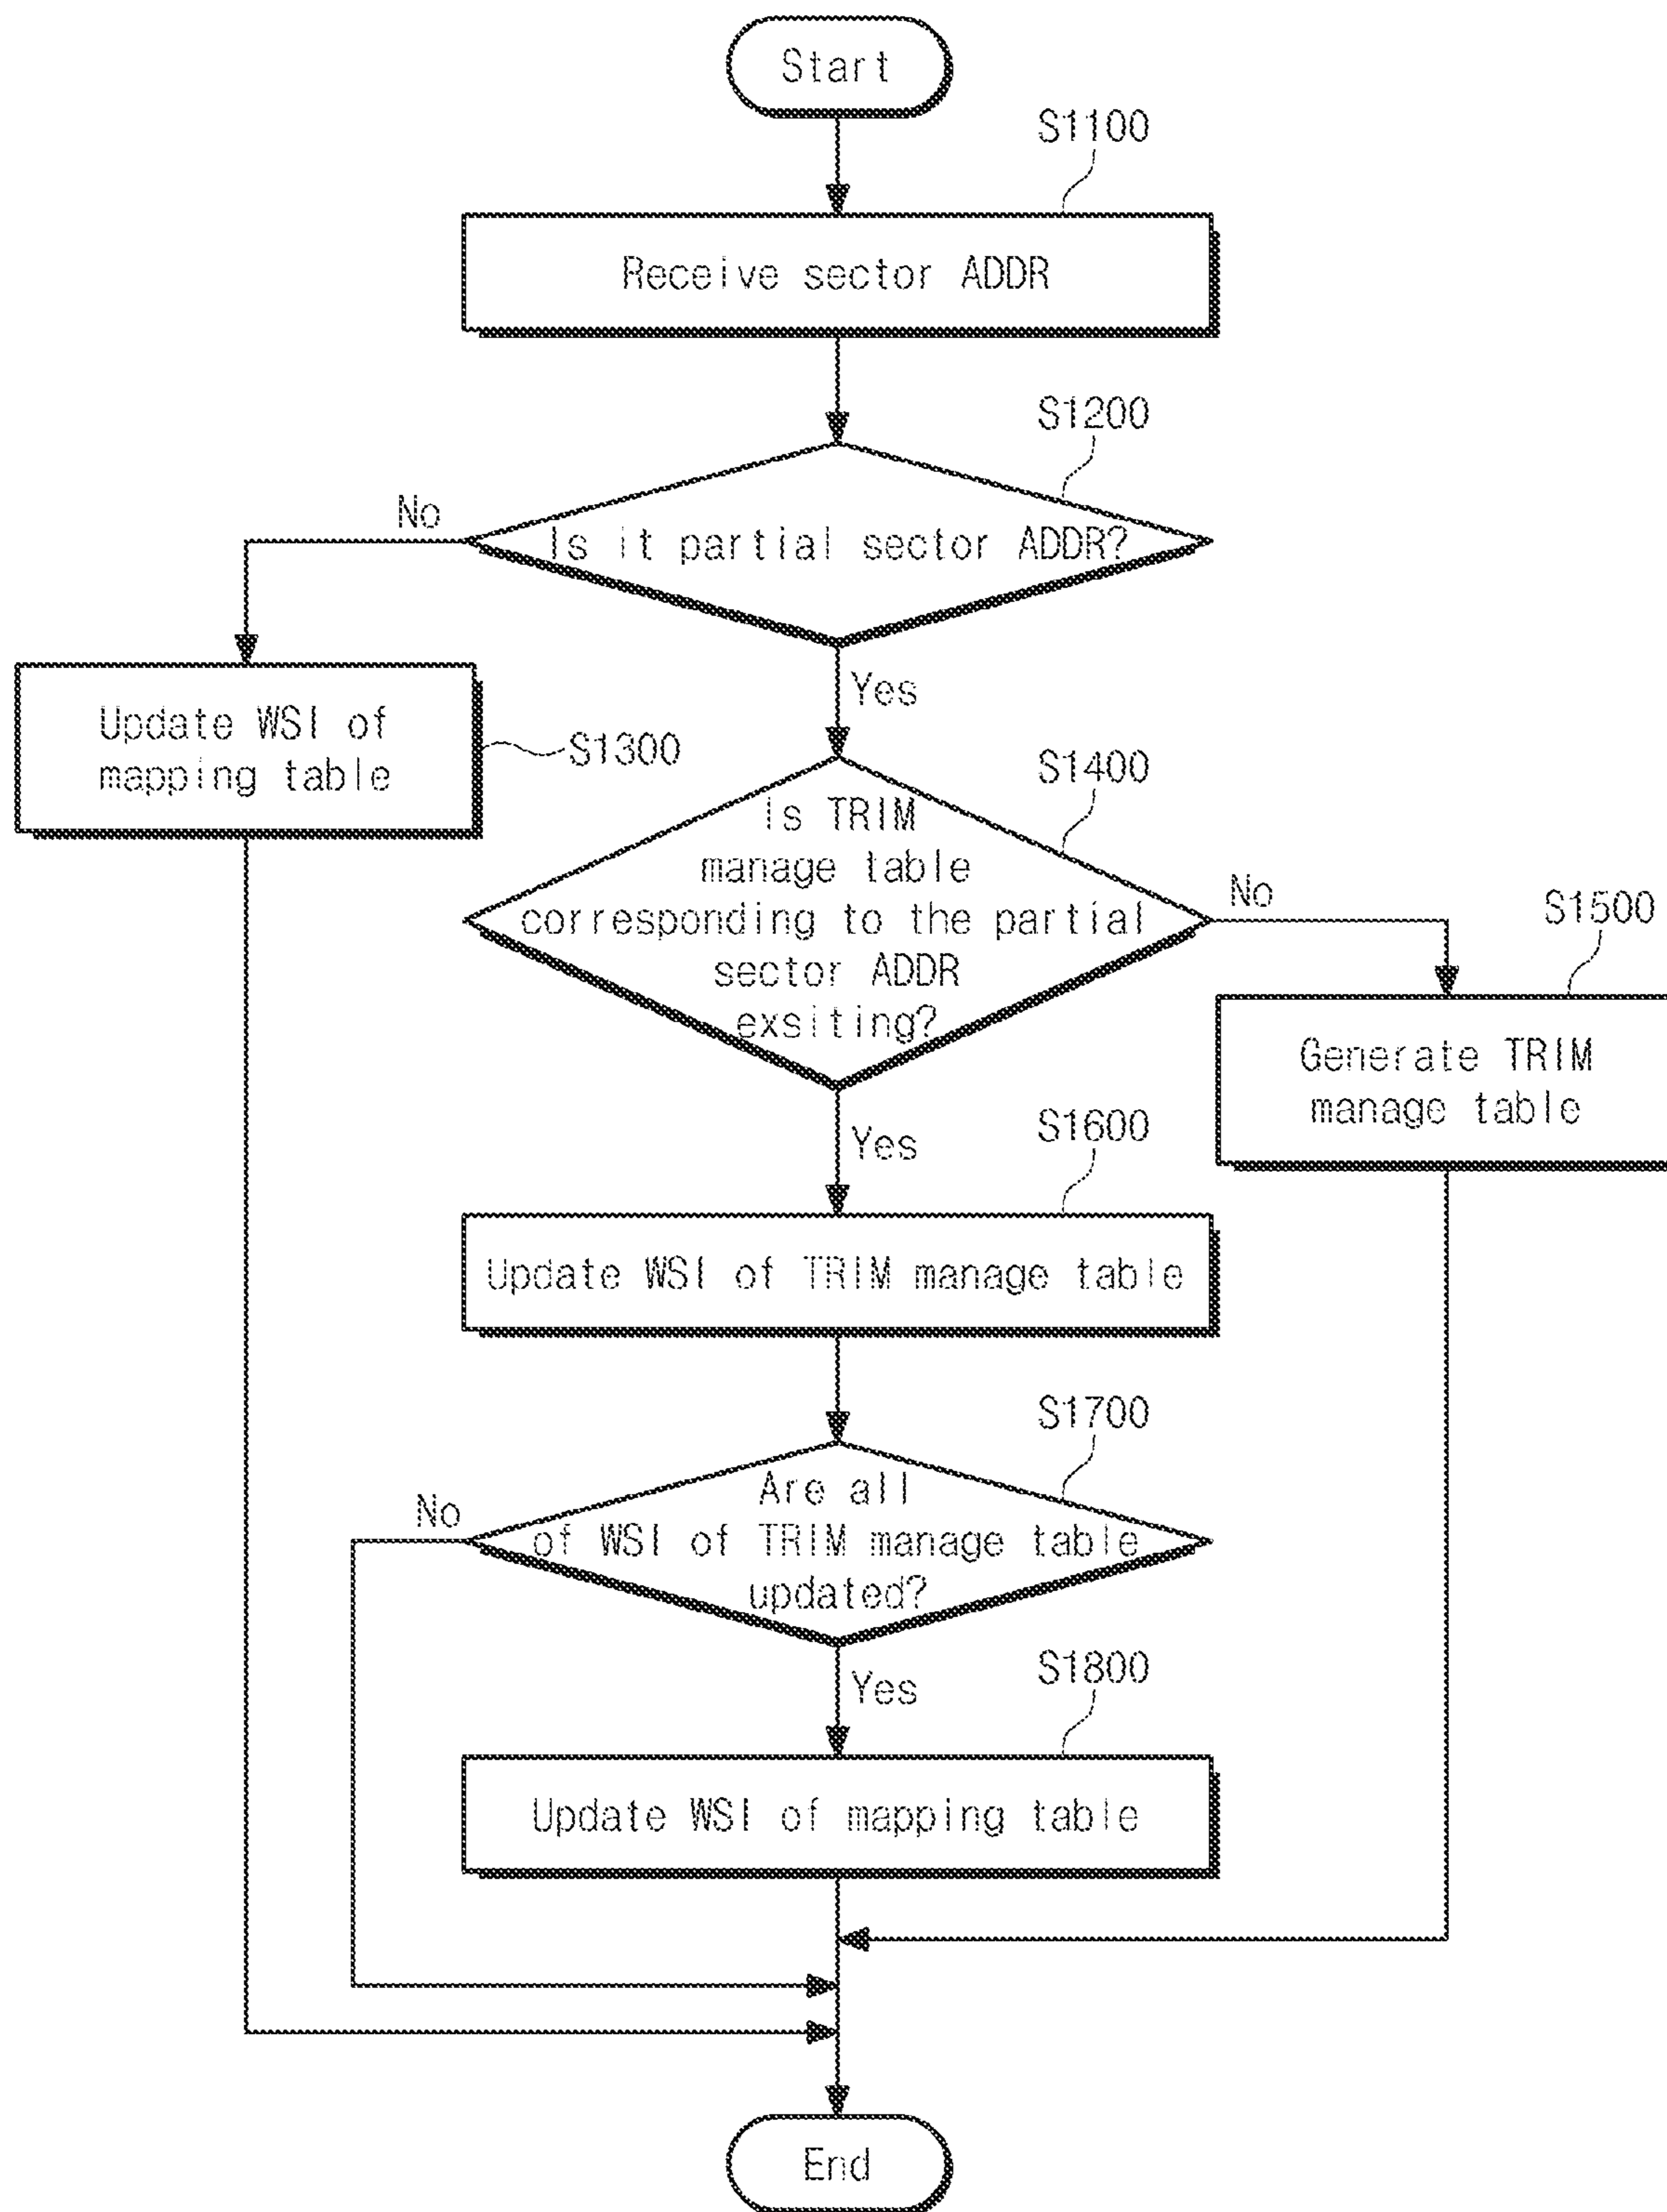 Start
S1100
Receive sector ADDR
S1200
No
Is it partial sector ADDR?
Yes
Update WSI of
mapping table
S1300
S1400
Is TRIM
manage table
corresponding to the partial
sector ADDR
exsiting?
No
S1500
Generate TRIM
manage table
Yes
S1600
Update WSI of TRIM manage table
S1700
No
Are all
of WSI of TRIM manage table
updated?
Yes
S1800
Update WSI of mapping table
End